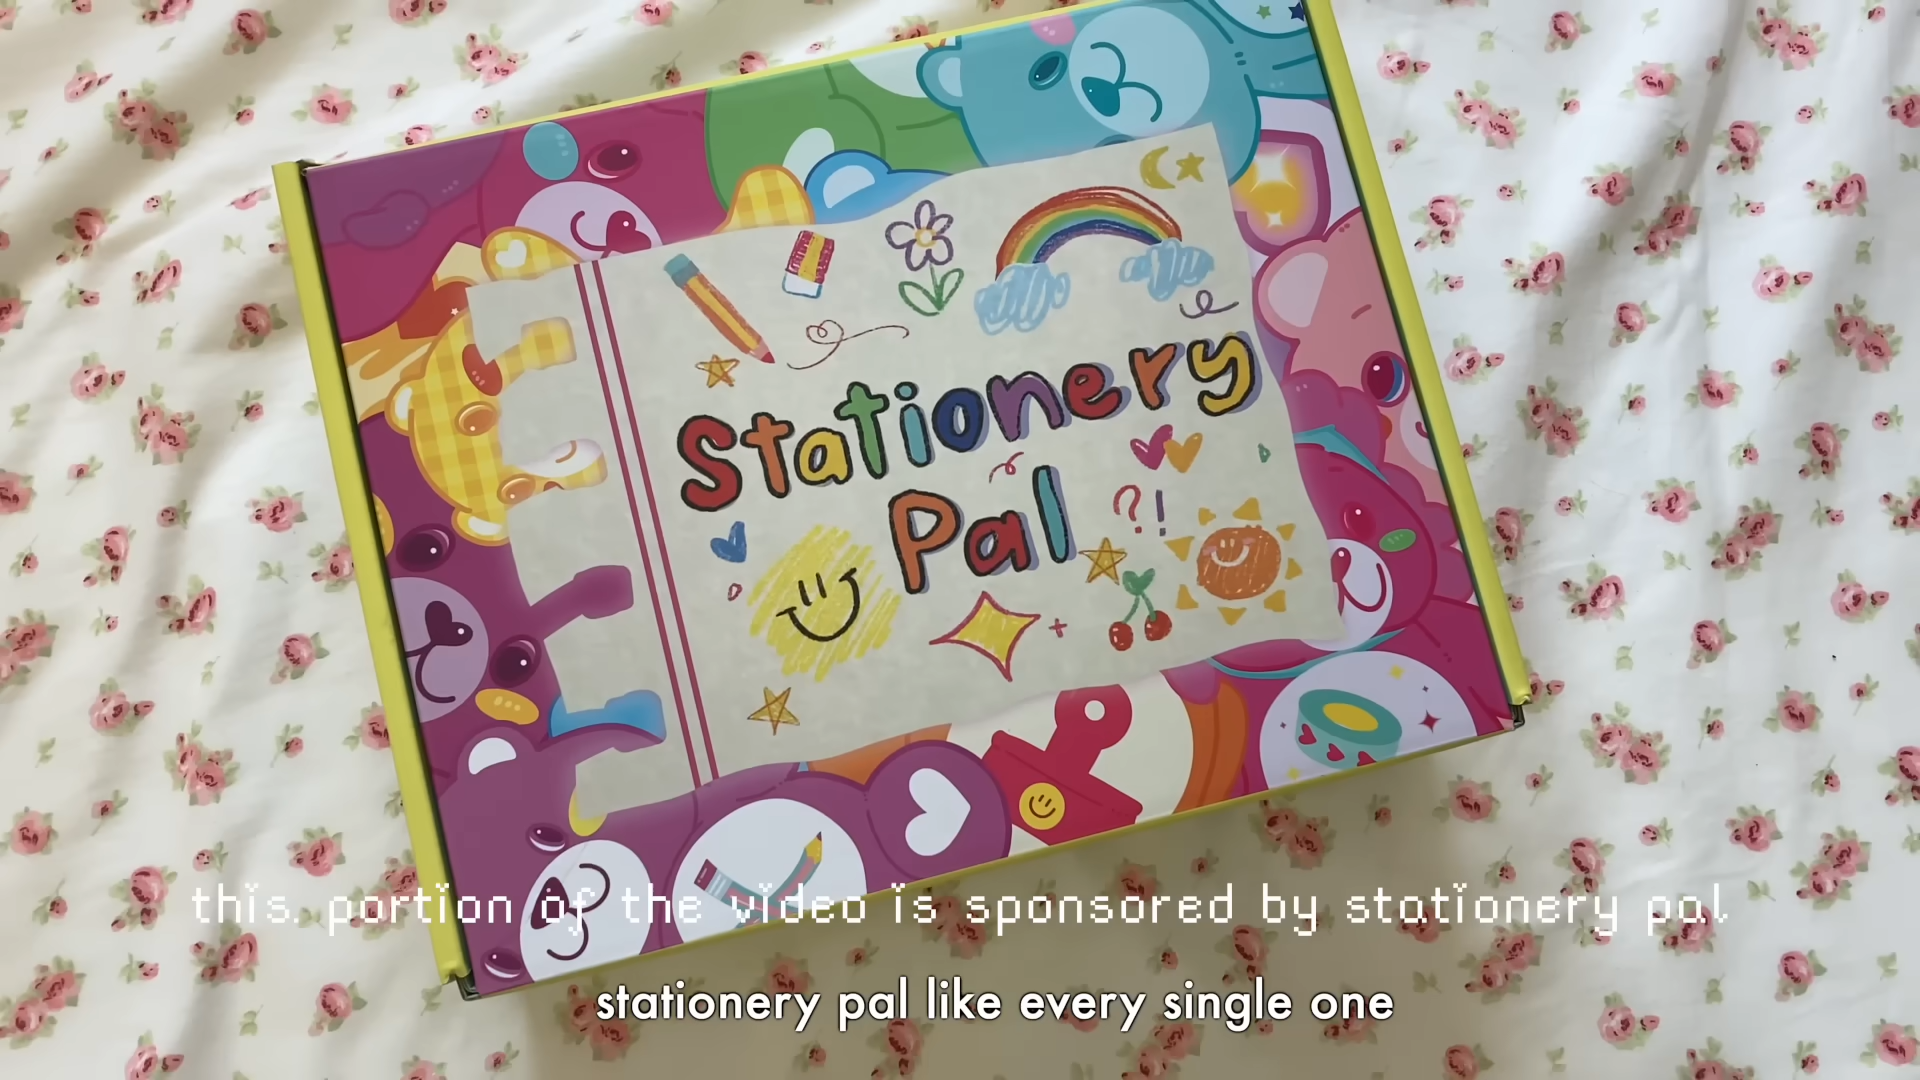 Stationery
Pal
?!
this. portion of the video is sponsored by stationery pal
stationery pal like every single one